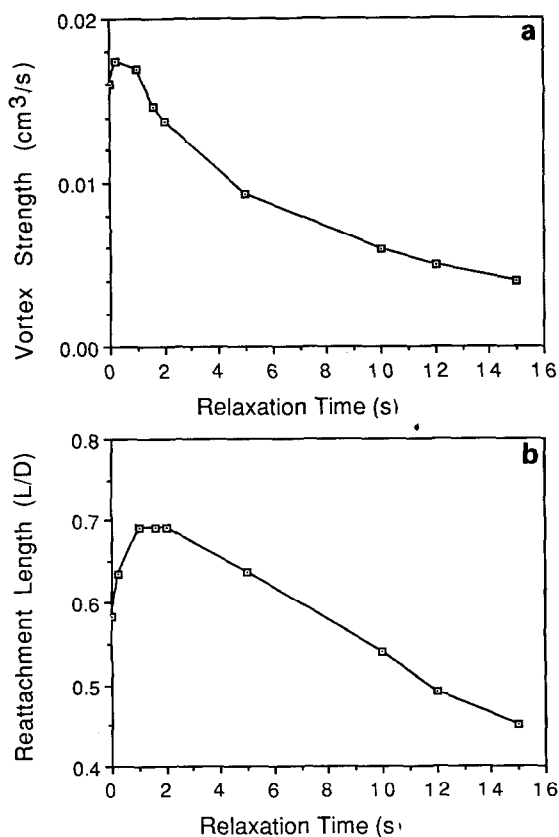 a
0.02
0.01
0.00
Vortex Strength (cm³/s)
0 2 4 6 8 10 12 14 16
Relaxation Time (s)
b
0.8
0.7
0.6
0.5
0.4
Reattachment Length (L/D)
0 2 4 6 8 10 12 14 16
Relaxation Time (s)